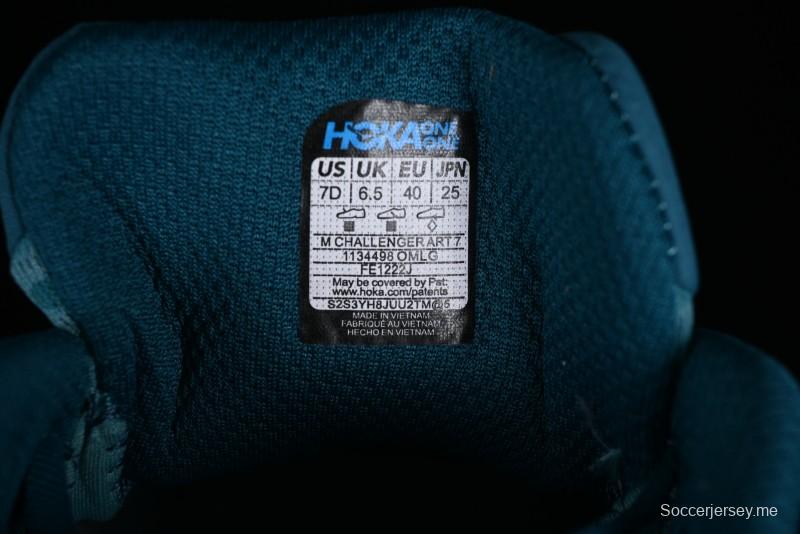 HOKA ONE ONE
US UK EU JPN
7D 6.5 40 25
M CHALLENGER ART 7
1134498 OMLG
FE1222J
May be covered by Pat:
www.hoka.com/patents
MADE IN VIETNAM
FABRIQUÉ AU VIETNAM
HECHO EN VIETNAM
Soccerjersey.me